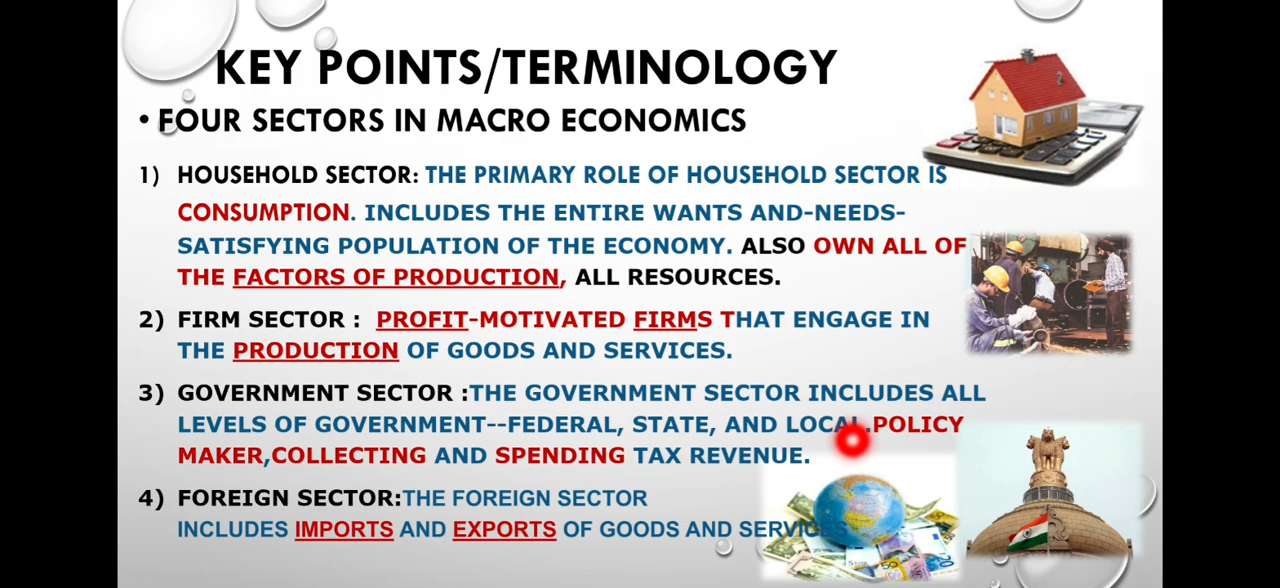 KEY POINTS/TERMINOLOGY
• FOUR SECTORS IN MACRO ECONOMICS
1) HOUSEHOLD SECTOR: THE PRIMARY ROLE OF HOUSEHOLD SECTOR IS
CONSUMPTION. INCLUDES THE ENTIRE WANTS AND-NEEDS-
SATISFYING POPULATION OF THE ECONOMY. ALSO OWN ALL OF
THE FACTORS OF PRODUCTION, ALL RESOURCES.
2) FIRM SECTOR : PROFIT-MOTIVATED FIRMS THAT ENGAGE IN
THE PRODUCTION OF GOODS AND SERVICES.
3) GOVERNMENT SECTOR :THE GOVERNMENT SECTOR INCLUDES ALL
LEVELS OF GOVERNMENT--FEDERAL, STATE, AND LOCAL.POLICY
MAKER,COLLECTING AND SPENDING TAX REVENUE.
4) FOREIGN SECTOR:THE FOREIGN SECTOR
INCLUDES IMPORTS AND EXPORTS OF GOODS AND SERVICES